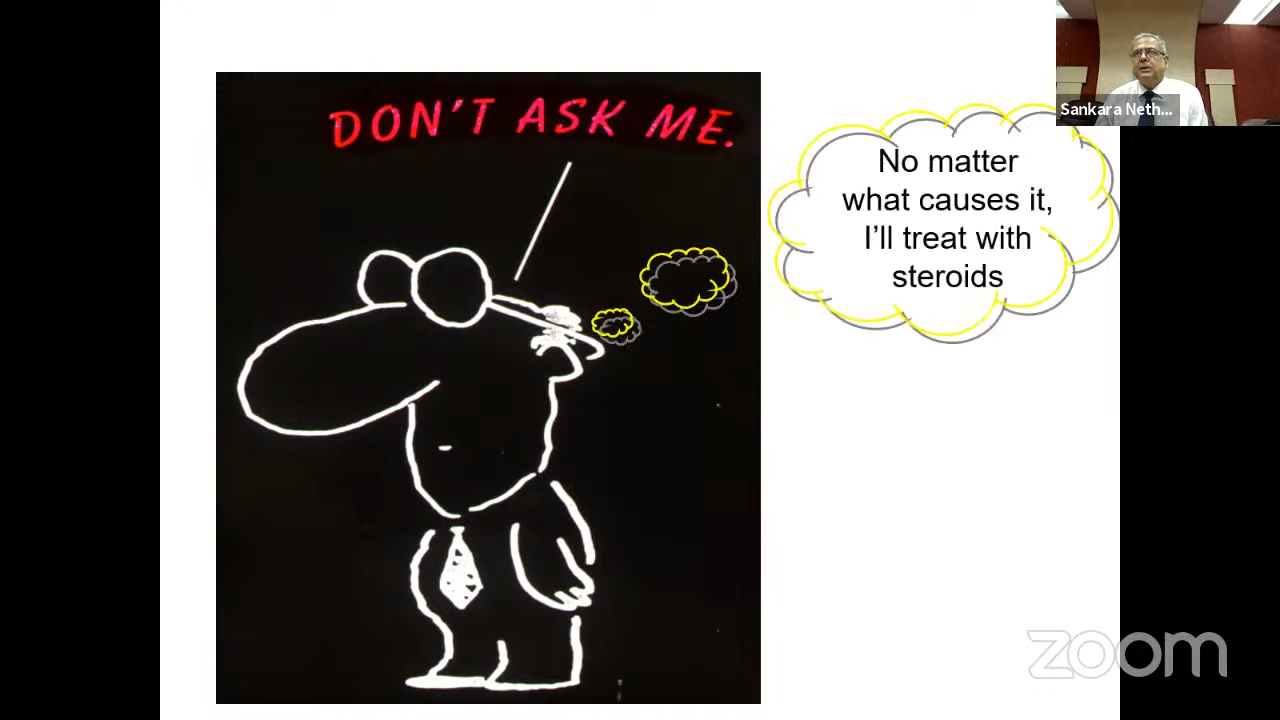 DON'T ASK ME.
Sankara Neth...
No matter
what causes it,
I'll treat with
steroids
zoom